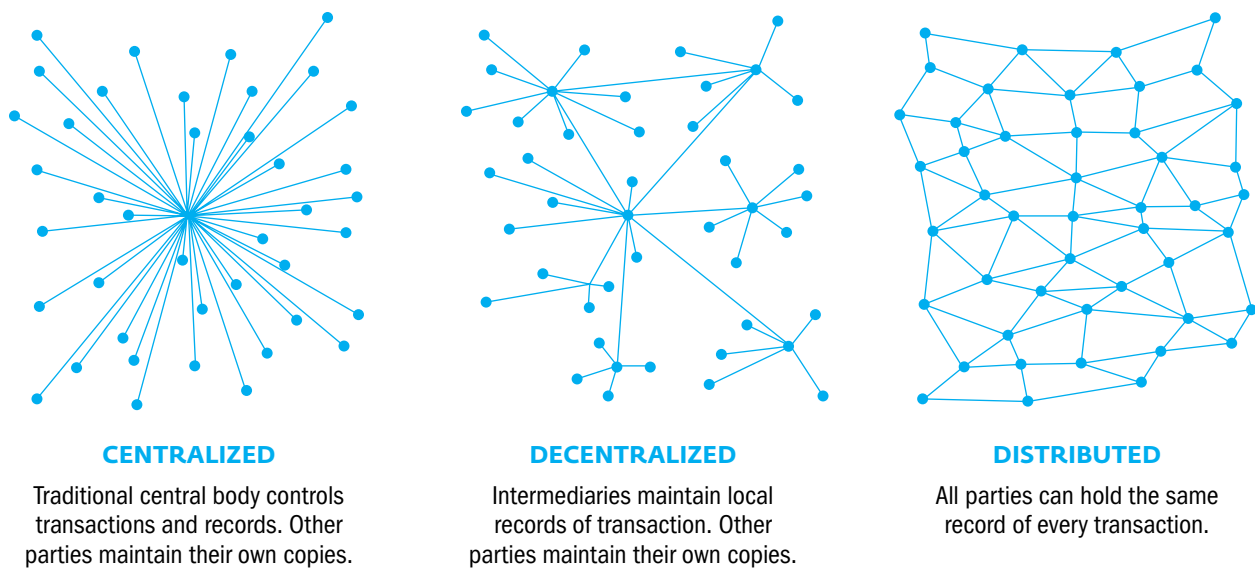 CENTRALIZED
Traditional central body controls
transactions and records. Other
parties maintain their own copies.
DECENTRALIZED
Intermediaries maintain local
records of transaction. Other
parties maintain their own copies.
DISTRIBUTED
All parties can hold the same
record of every transaction.